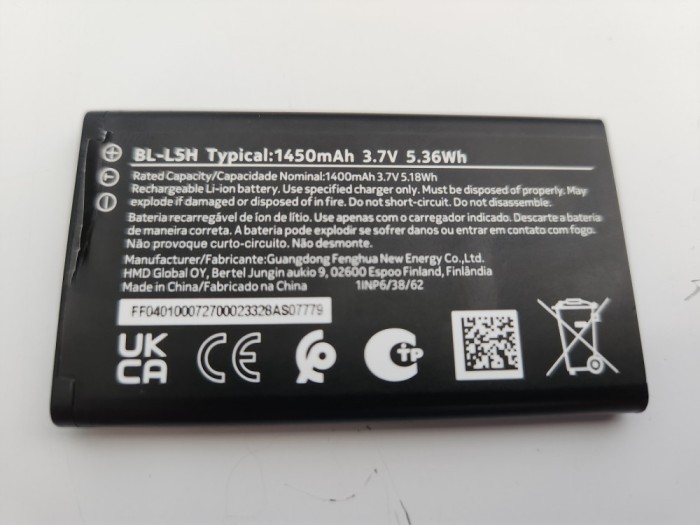 BL-L5H Typical:1450mAh 3.7V 5.36Wh
Rated Capacity/Capacidade Nominal:1400mAh 3.7V 5.18Wh
Rechargeable Li-ion battery. Use specified charger only. Must be disposed of properly. May
explode if damaged or disposed of in fire. Do not short-circuit. Do not disassemble.
Bateria recarregável de íon de lítio. Use apenas com o carregador indicado. Descarte a bateria
de maneira correta. A bateria pode explodir se sofrer danos ou entrar em contato com fogo.
Não provoque curto-circuito. Não desmonte.
Manufacturer/Fabricante:Guangdong Fenghua New Energy Co.,Ltd.
HMD Global OY, Bertel Jungin aukio 9, 02600 Espoo Finland, Finlândia
Made in China/Fabricado na China 1INP6/38/62
FF04010007270002332BAS07779
UK
CA
CE
TP